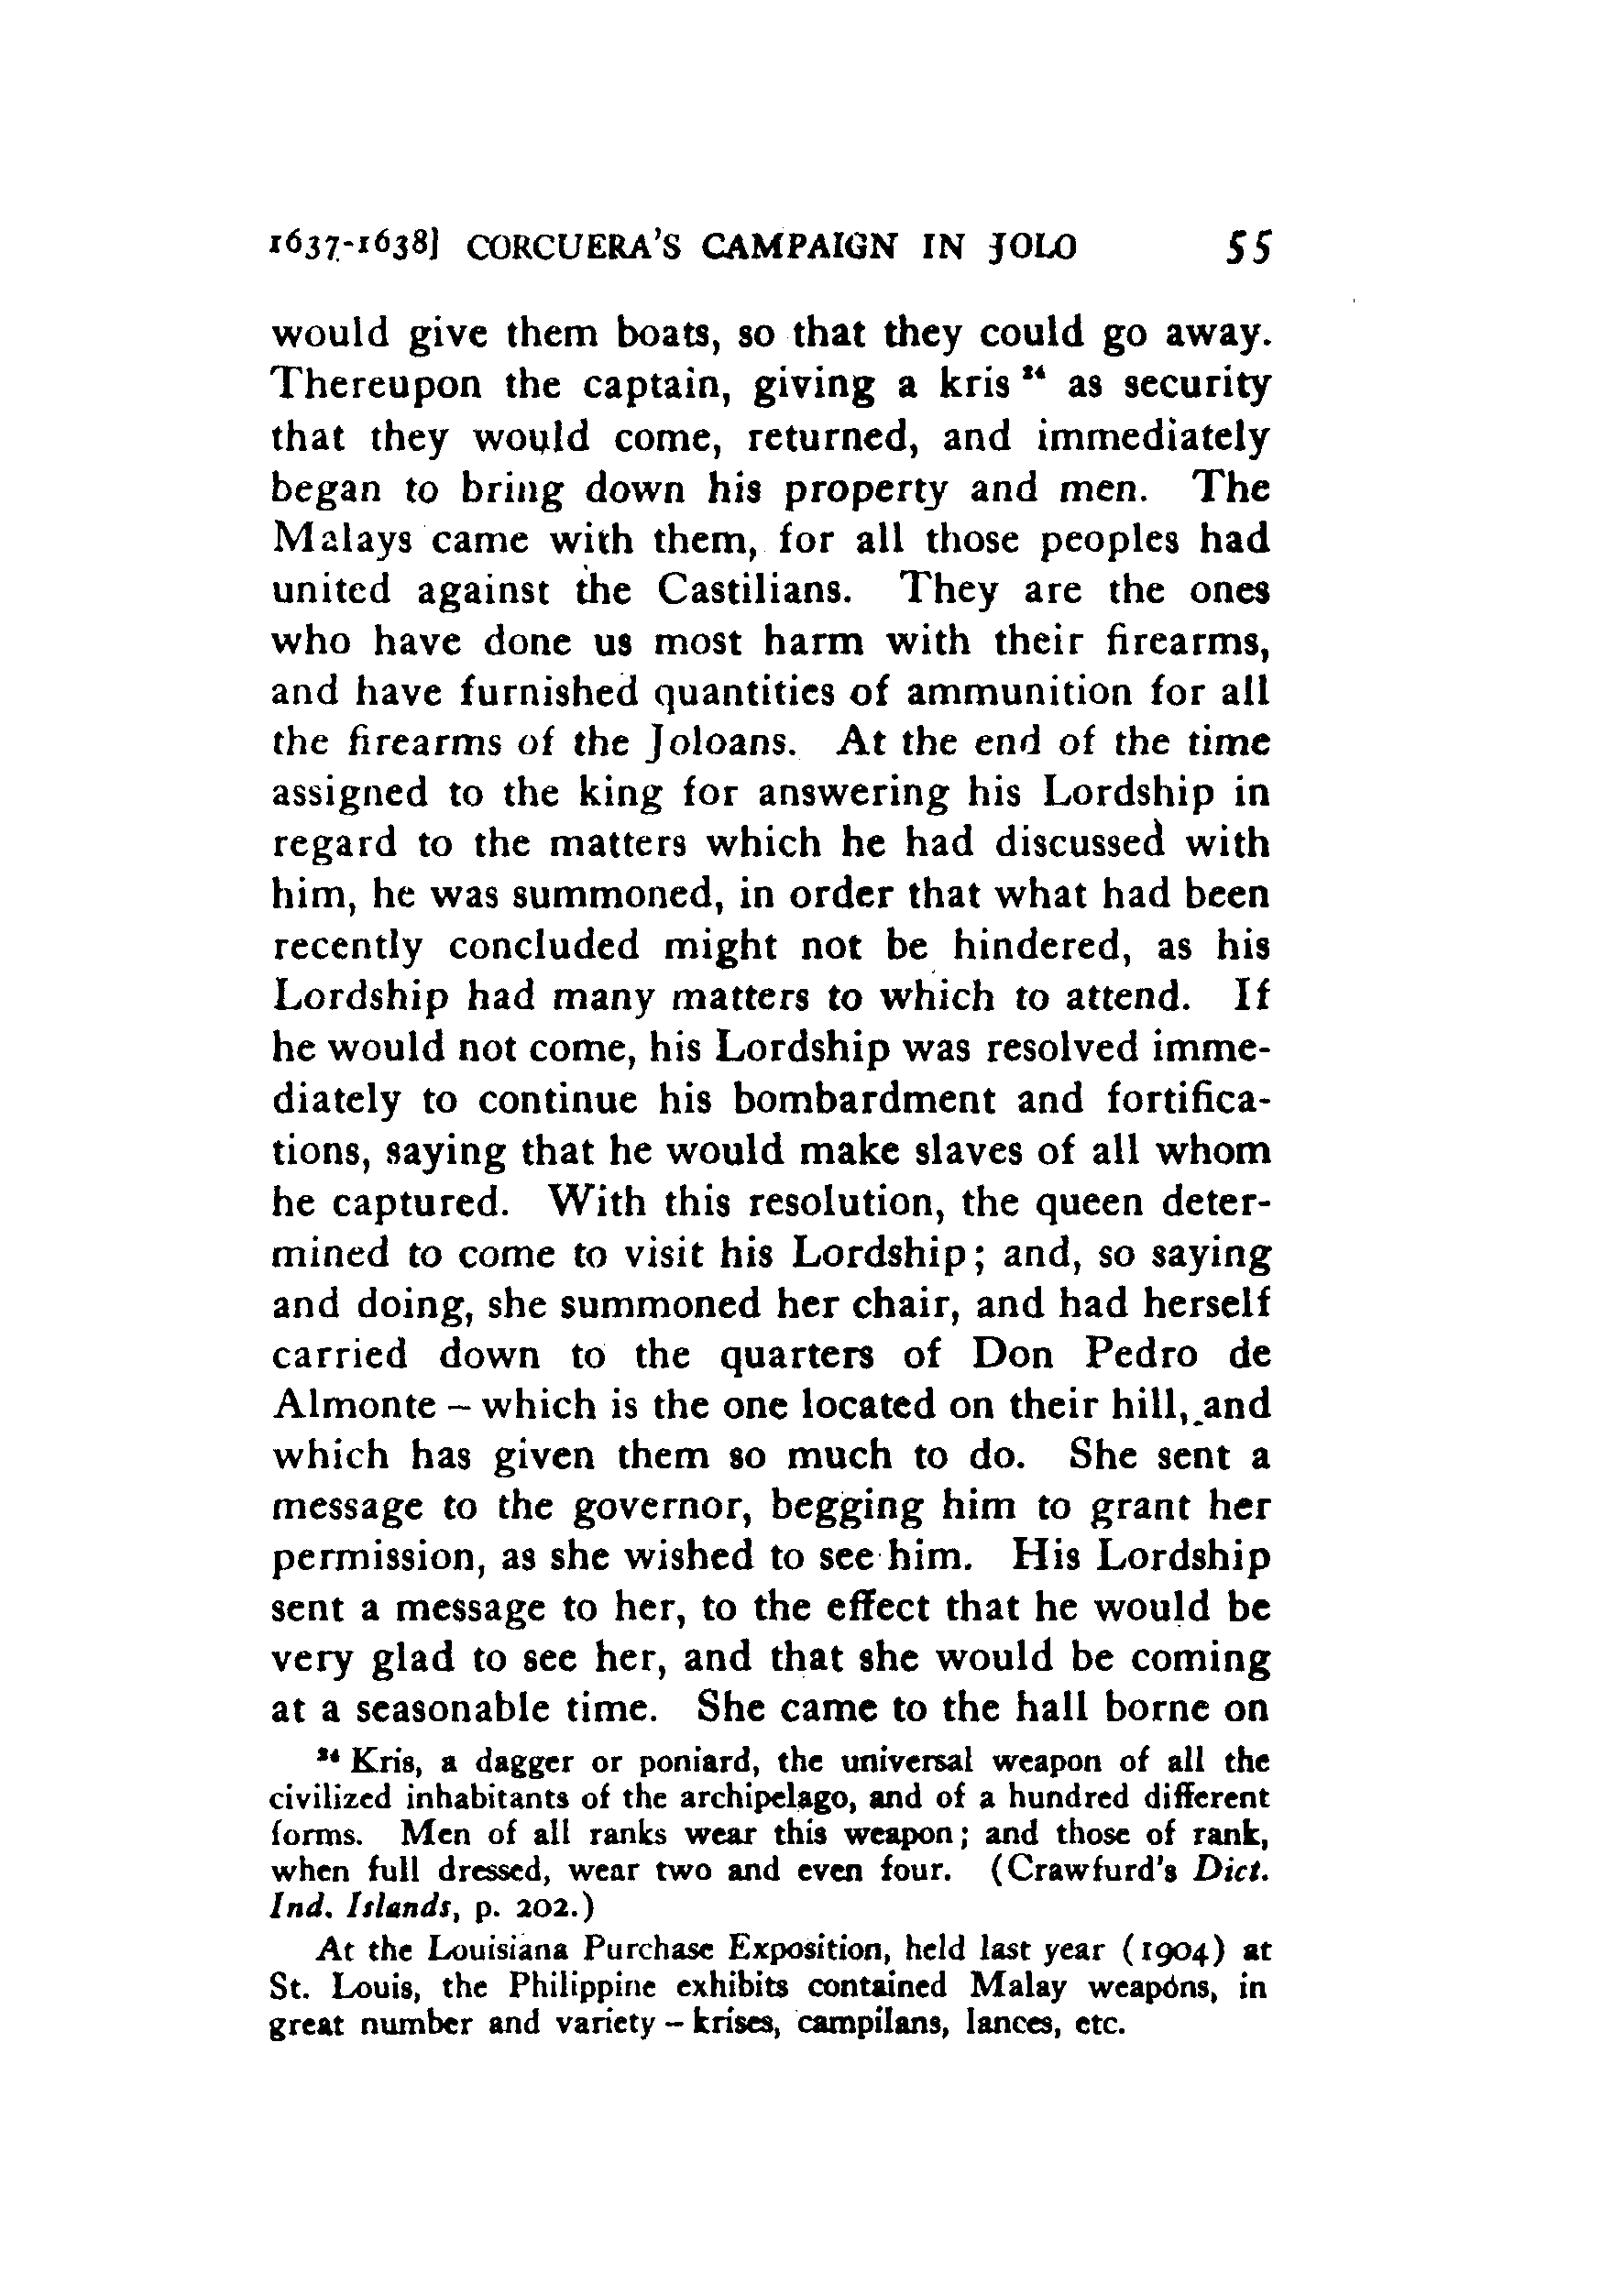 1637-1638] CORCUERA'S CAMPAIGN IN JOLO 55
would give them boats, so that they could go away.
Thereupon the captain, giving a kris ²⁴ as security
that they would come, returned, and immediately
began to bring down his property and men. The
Malays came with them, for all those peoples had
united against the Castilians. They are the ones
who have done us most harm with their firearms,
and have furnished quantities of ammunition for all
the firearms of the Joloans. At the end of the time
assigned to the king for answering his Lordship in
regard to the matters which he had discussed with
him, he was summoned, in order that what had been
recently concluded might not be hindered, as his
Lordship had many matters to which to attend. If
he would not come, his Lordship was resolved imme-
diately to continue his bombardment and fortifica-
tions, saying that he would make slaves of all whom
he captured. With this resolution, the queen deter-
mined to come to visit his Lordship; and, so saying
and doing, she summoned her chair, and had herself
carried down to the quarters of Don Pedro de
Almonte – which is the one located on their hill, and
which has given them so much to do. She sent a
message to the governor, begging him to grant her
permission, as she wished to see him. His Lordship
sent a message to her, to the effect that he would be
very glad to see her, and that she would be coming
at a seasonable time. She came to the hall borne on
²⁴ Kris, a dagger or poniard, the universal weapon of all the
civilized inhabitants of the archipelago, and of a hundred different
forms. Men of all ranks wear this weapon; and those of rank,
when full dressed, wear two and even four. (Crawfurd's Dict.
Ind. Islands, p. 202.)
At the Louisiana Purchase Exposition, held last year (1904) at
St. Louis, the Philippine exhibits contained Malay weapons, in
great number and variety – krises, campilans, lances, etc.